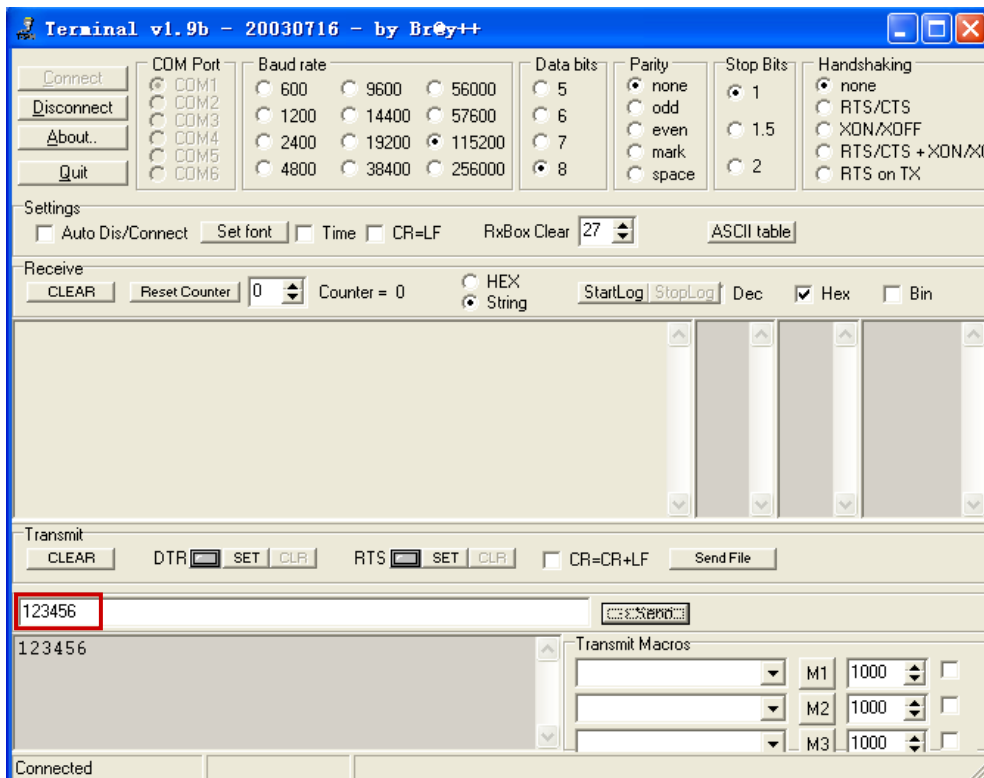 Terminal v1.9b - 20030716 - by Br@y++
Connect
Disconnect
About..
Quit
COM Port
COM1
COM2
COM3
COM4
COM5
COM6
Baud rate
600 9600 56000
1200 14400 57600
2400 19200 115200
4800 38400 256000
Data bits
5
6
7
8
Parity
none
odd
even
mark
space
Stop Bits
1
1.5
2
Handshaking
none
RTS/CTS
XON/XOFF
RTS/CTS +XON/X
RTS on TX
Settings
Auto Dis/Connect Set font Time CR=LF RxBox Clear 27 ASCII table
Receive
CLEAR Reset Counter 0 Counter = 0 HEX
String StartLog StopLog Dec Hex Bin
Transmit
CLEAR DTR SET CLR RTS SET CLR CR=CR+LF Send File
123456
123456
Transmit Macros
M1 1000
M2 1000
M3 1000
Connected